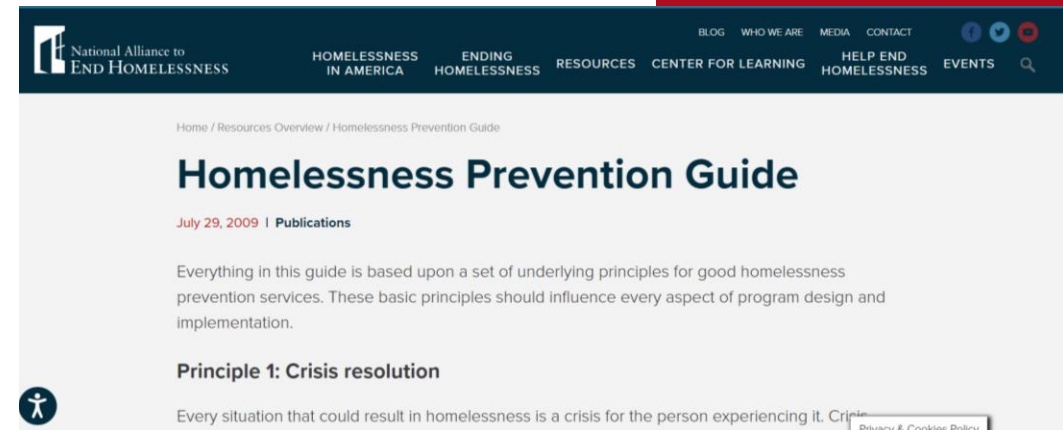 BLOG WHO WE ARE MEDIA CONTACT
National Alliance to
END HOMELESSNESS
HOMELESSNESS
IN AMERICA
ENDING
HOMELESSNESS
RESOURCES
CENTER FOR LEARNING
HELP END
HOMELESSNESS
EVENTS
Home / Resources Overview / Homelessness Prevention Guide
Homelessness Prevention Guide
July 29, 2009 | Publications
Everything in this guide is based upon a set of underlying principles for good homelessness
prevention services. These basic principles should influence every aspect of program design and
implementation.
Principle 1: Crisis resolution
Every situation that could result in homelessness is a crisis for the person experiencing it. Crisis
Privacy & Cookies Policy